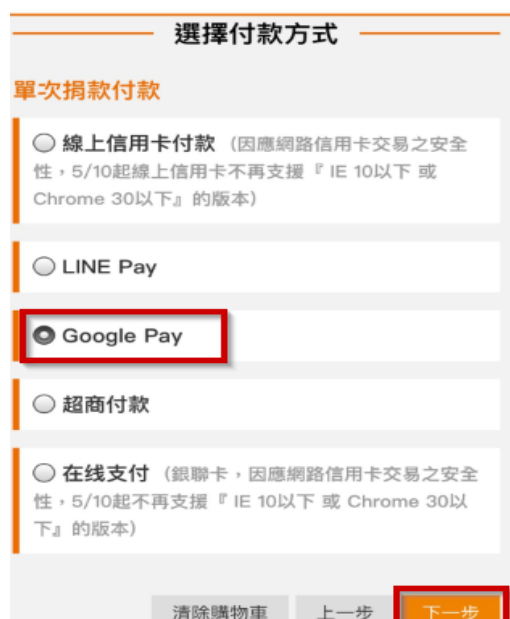 選擇付款方式
單次捐款付款
線上信用卡付款（因應網路信用卡交易之安全
性，5/10起線上信用卡不再支援『 IE 10以下 或
Chrome 30以下』的版本）
LINE Pay
Google Pay
超商付款
在线支付（銀聯卡，因應網路信用卡交易之安全
性，5/10起不再支援『 IE 10以下 或 Chrome 30以
下』的版本）
清除購物車 上一步 下一步